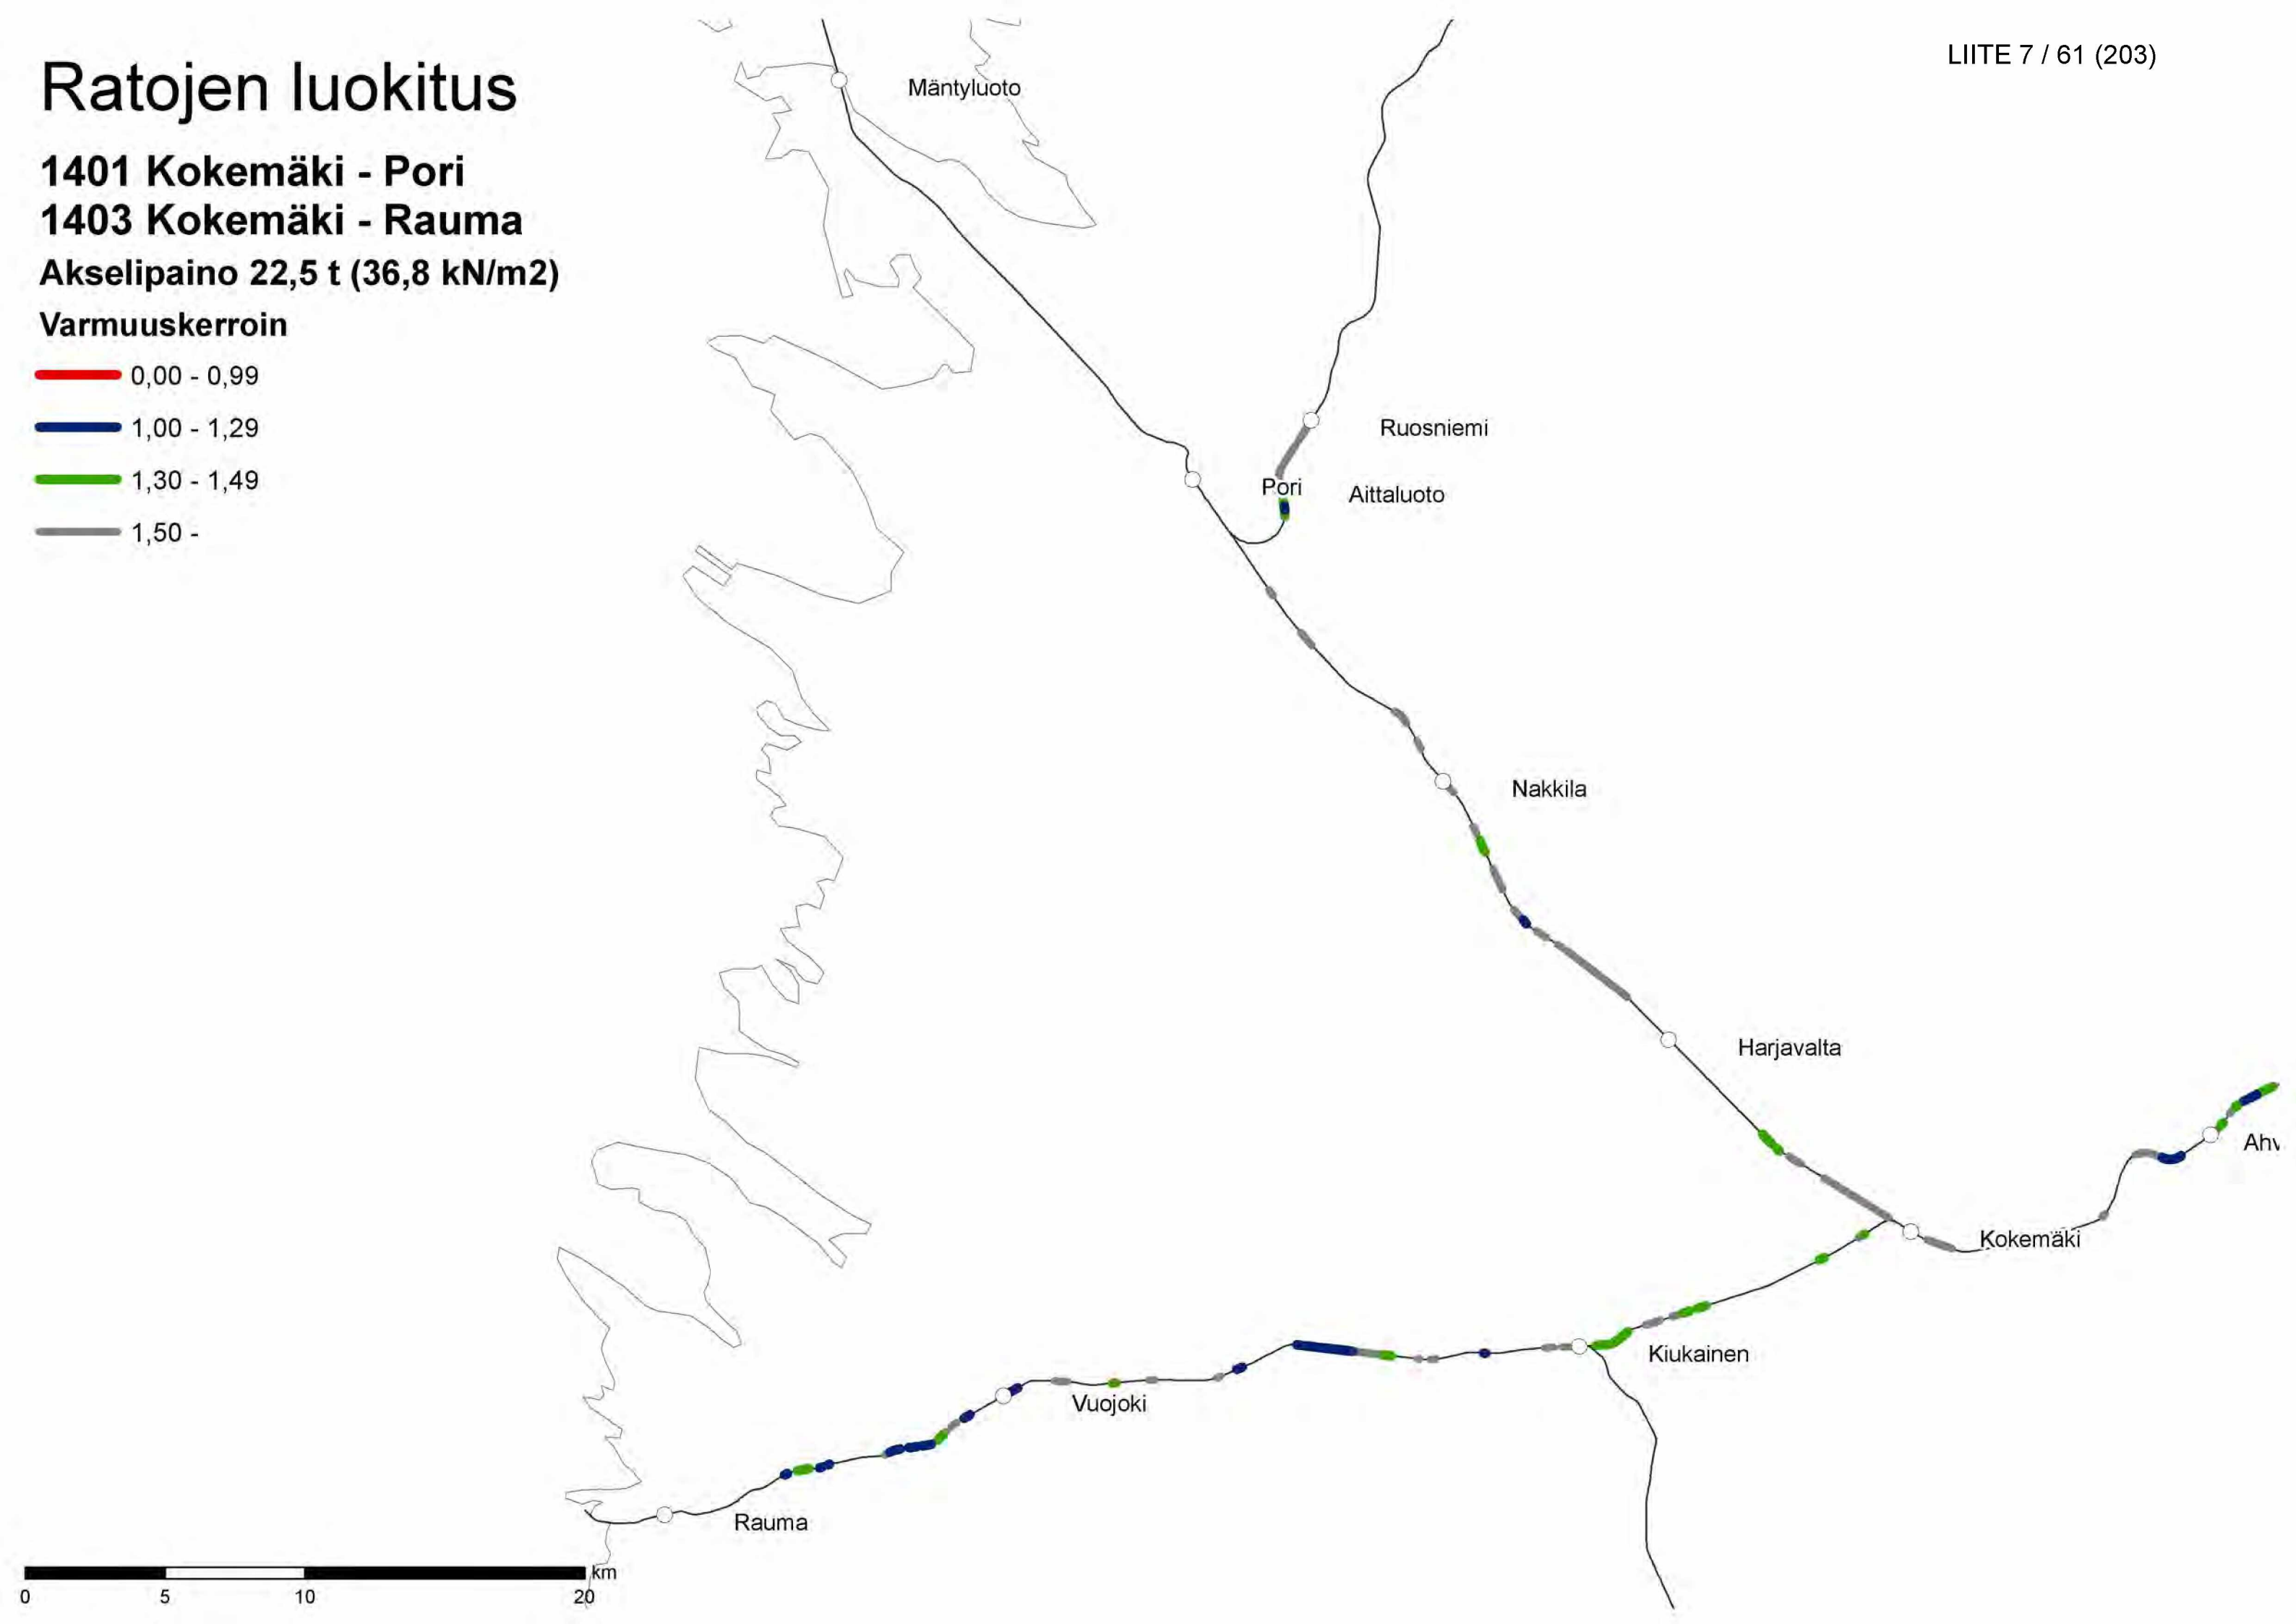 LIITE 7 / 61 (203)
Ratojen luokitus
1401 Kokemäki - Pori
1403 Kokemäki - Rauma
Akselipaino 22,5 t (36,8 kN/m2)
Varmuuskerroin
0,00 - 0,99
1,00 - 1,29
1,30 - 1,49
1,50 -
Mäntyluoto
Ruosniemi
Pori
Aittaluoto
Nakkila
Harjavalta
Ahv
Kokemäki
Kiukainen
Vuojoki
Rauma
km
0 5 10 20